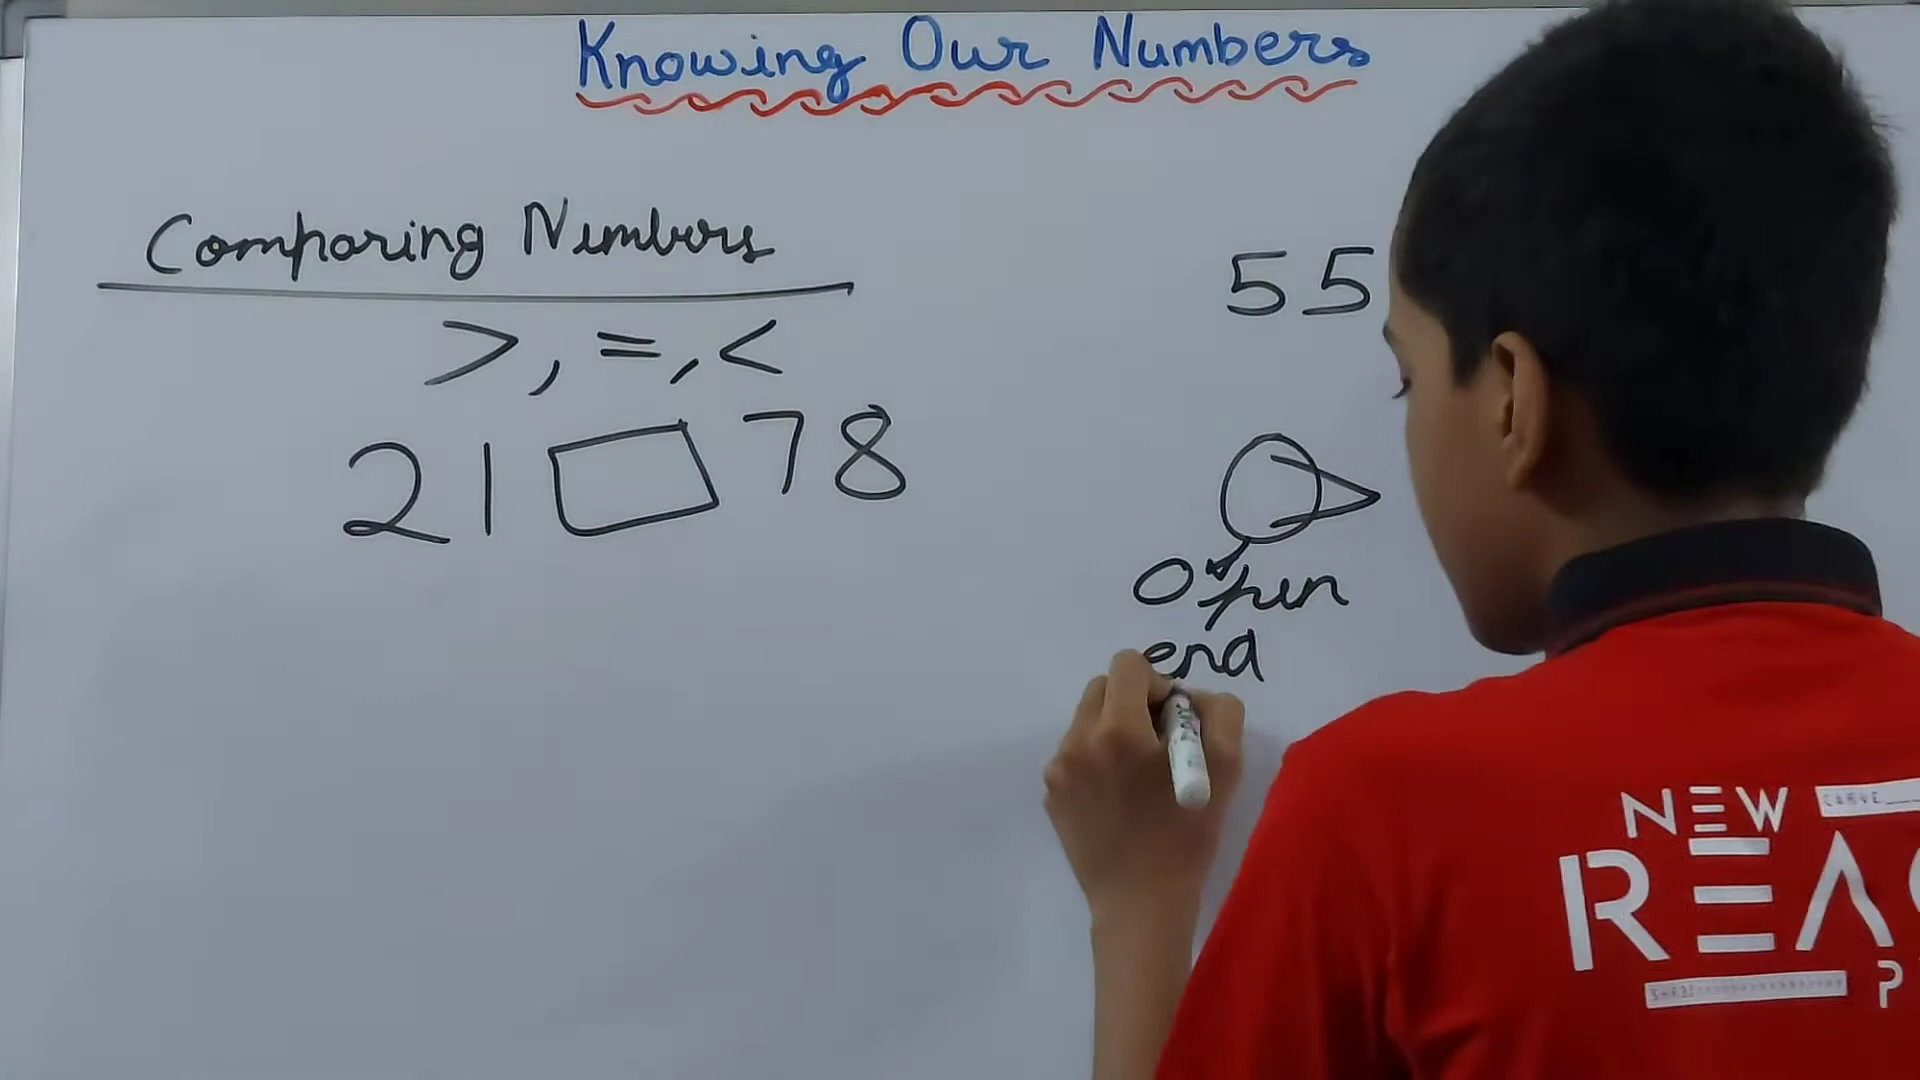 Knowing Our Numbers
Comparing Numbers
>, =, <
21 □ 78
55
>
Open
end
NEW
REA
P